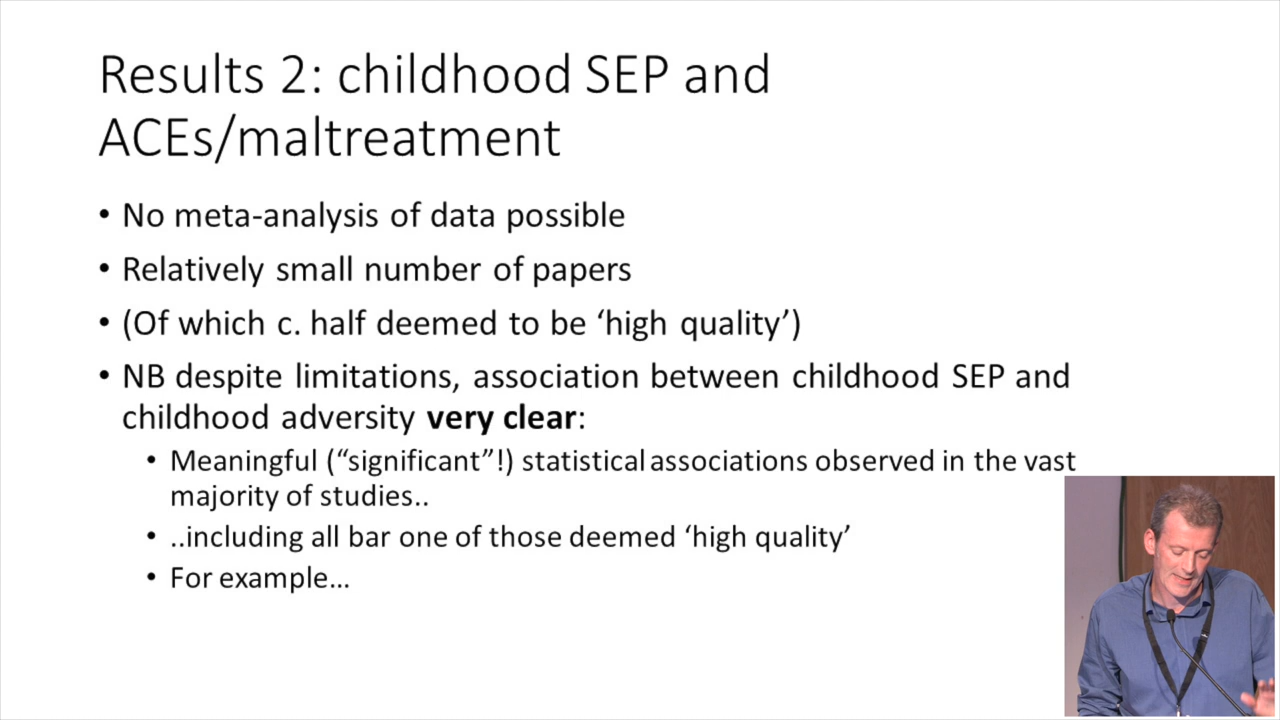 Results 2: childhood SEP and
ACEs/maltreatment
• No meta-analysis of data possible
• Relatively small number of papers
• (Of which c. half deemed to be ‘high quality’)
• NB despite limitations, association between childhood SEP and
childhood adversity very clear:
• Meaningful (“significant”!) statistical associations observed in the vast
majority of studies..
• ..including all bar one of those deemed ‘high quality’
• For example…